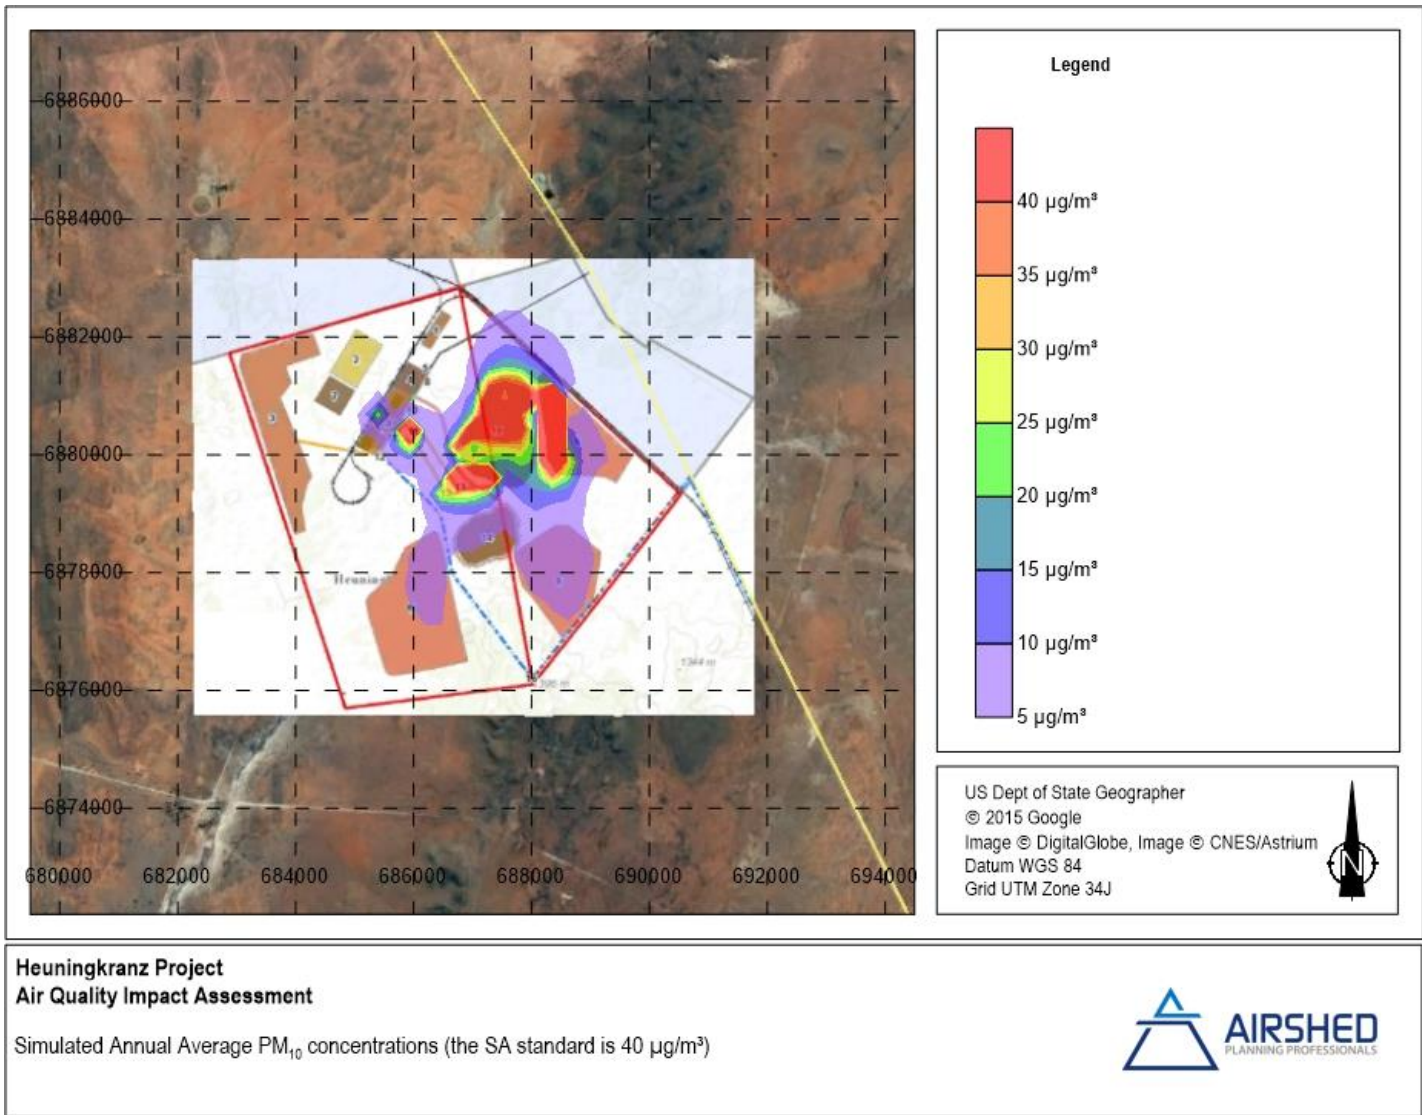 6886000
6884000
6882000
6880000
6878000
6876000
6874000
680000
682000
684000
686000
688000
690000
692000
694000
3
3
Heuning
1344 m
Legend
40 µg/m³
35 µg/m³
30 µg/m³
25 µg/m³
20 µg/m³
15 µg/m³
10 µg/m³
5 µg/m³
US Dept of State Geographer
© 2015 Google
Image © DigitalGlobe, Image © CNES/Astrium
Datum WGS 84
Grid UTM Zone 34J
N
Heuningkranz Project
Air Quality Impact Assessment
Simulated Annual Average PM₁₀ concentrations (the SA standard is 40 µg/m³)
AIRSHED
PLANNING PROFESSIONALS